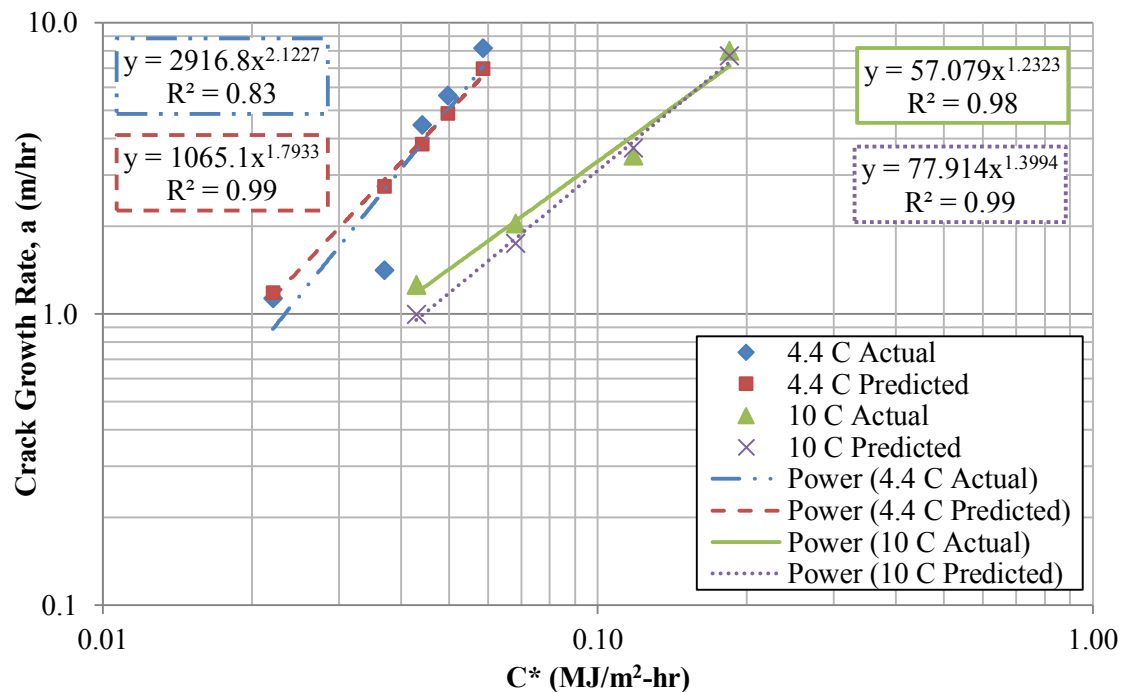 10.0
y = 2916.8x^2.1227
R² = 0.83
y = 57.079x^1.2323
R² = 0.98
y = 1065.1x^1.7933
R² = 0.99
y = 77.914x^1.3994
R² = 0.99
Crack Growth Rate, a (m/hr)
1.0
4.4 C Actual
4.4 C Predicted
10 C Actual
10 C Predicted
Power (4.4 C Actual)
Power (4.4 C Predicted)
Power (10 C Actual)
Power (10 C Predicted)
0.1
0.01 0.10 1.00
C* (MJ/m²-hr)